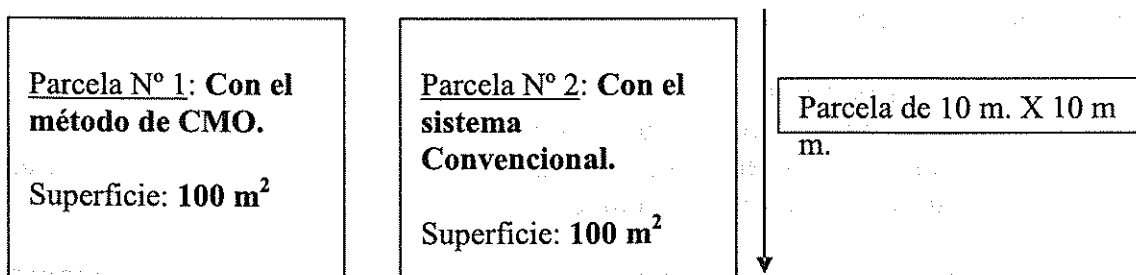 Parcela Nº 1: Con el
método de CMO.
Superficie: 100 m²
Parcela Nº 2: Con el
sistema
Convencional.
Superficie: 100 m²
Parcela de 10 m. X 10 m
m.